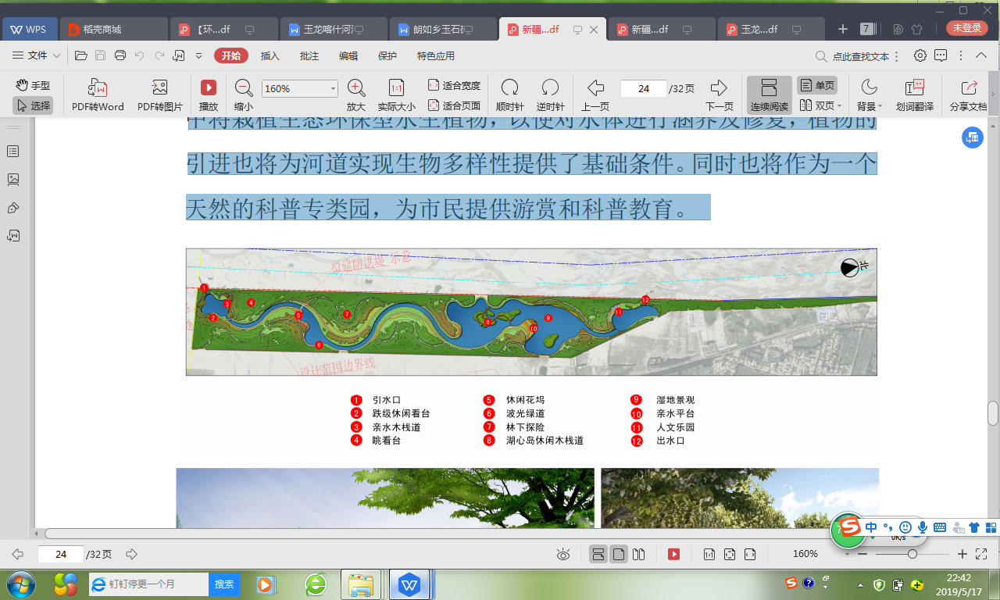 WPS
稻壳商城
【环...df
玉龙喀什河
朗如乡玉石
新疆...df
新疆...df
玉龙...df
7
未登录
文件
开始
插入
批注
编辑
保护
特色应用
点此查找文本
手型
选择
PDF转Word
PDF转图片
播放
缩小
160%
放大
1:1
实际大小
适合宽度
适合页面
顺时针
逆时针
上一页
24
/32页
下一页
连续阅读
单页
双页
背景
划词翻译
分享文档
中将栽植生态环保型水生植物，以便对水体进行涵养及修复，植物的
引进也将为河道实现生物多样性提供了基础条件。同时也将作为一个
天然的科普专类园，为市民提供游赏和科普教育。
拟建防洪堤 示意
北
设计范围边界线
1 引水口
2 跌级休闲看台
3 亲水木栈道
4 眺看台
5 休闲花坞
6 波光绿道
7 林下探险
8 湖心岛休闲木栈道
9 湿地景观
10 亲水平台
11 人文乐园
12 出水口
中
0K/s
24
/32页
1:1
160%
钉钉停更一个月
搜索
22:42
2019/5/17